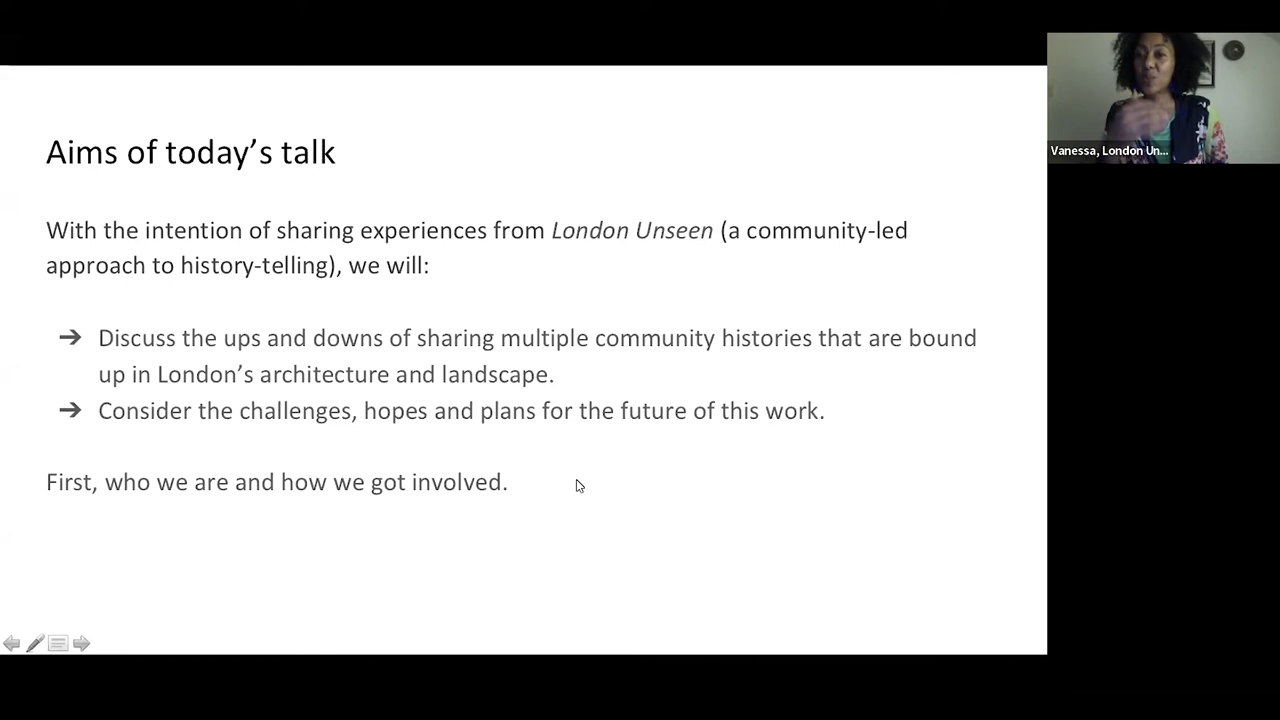 Aims of today’s talk
With the intention of sharing experiences from London Unseen (a community-led
approach to history-telling), we will:
➔ Discuss the ups and downs of sharing multiple community histories that are bound
up in London’s architecture and landscape.
➔ Consider the challenges, hopes and plans for the future of this work.
First, who we are and how we got involved.
Vanessa, London Un...